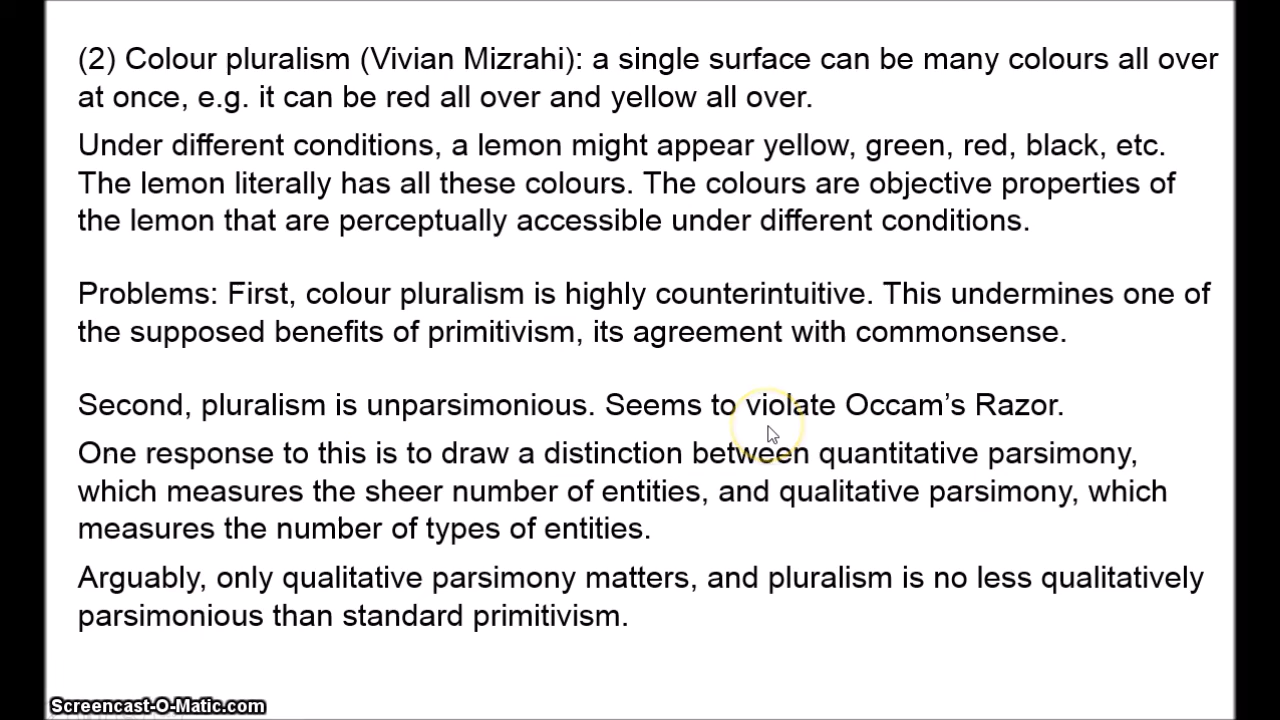 (2) Colour pluralism (Vivian Mizrahi): a single surface can be many colours all over
at once, e.g. it can be red all over and yellow all over.
Under different conditions, a lemon might appear yellow, green, red, black, etc.
The lemon literally has all these colours. The colours are objective properties of
the lemon that are perceptually accessible under different conditions.
Problems: First, colour pluralism is highly counterintuitive. This undermines one of
the supposed benefits of primitivism, its agreement with commonsense.
Second, pluralism is unparsimonious. Seems to violate Occam’s Razor.
One response to this is to draw a distinction between quantitative parsimony,
which measures the sheer number of entities, and qualitative parsimony, which
measures the number of types of entities.
Arguably, only qualitative parsimony matters, and pluralism is no less qualitatively
parsimonious than standard primitivism.
Screencast-O-Matic.com